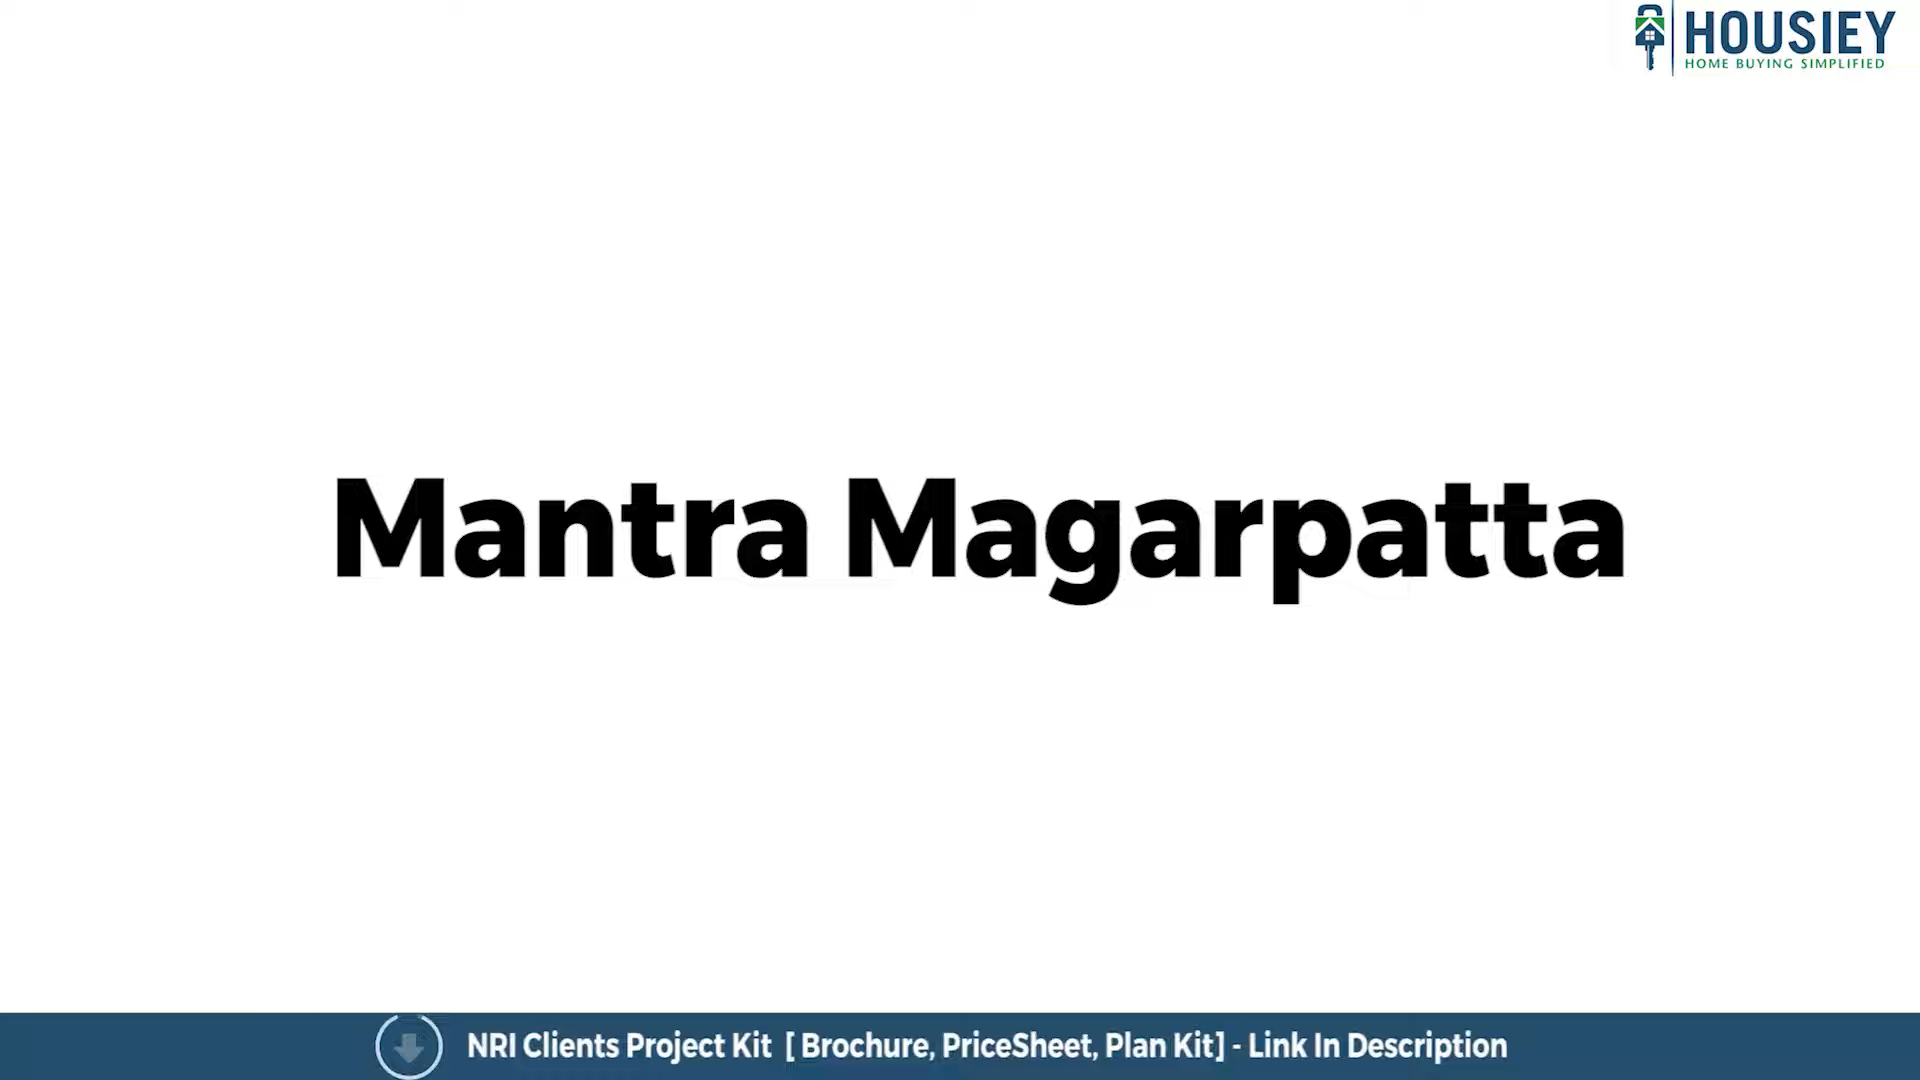 HOUSIEY
HOME BUYING SIMPLIFIED
Mantra Magarpatta
NRI Clients Project Kit [ Brochure, PriceSheet, Plan Kit] - Link In Description